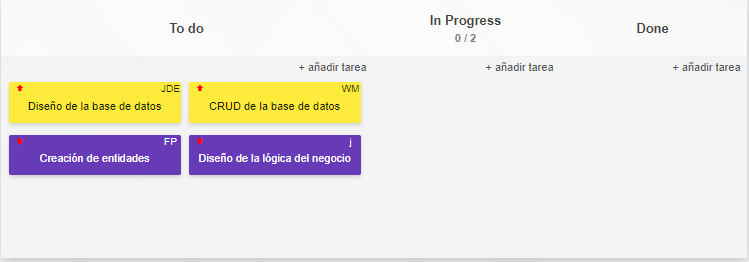 To do
In Progress
0 / 2
Done
+ añadir tarea
+ añadir tarea
+ añadir tarea
JDE
Diseño de la base de datos
WM
CRUD de la base de datos
FP
Creación de entidades
j
Diseño de la lógica del negocio